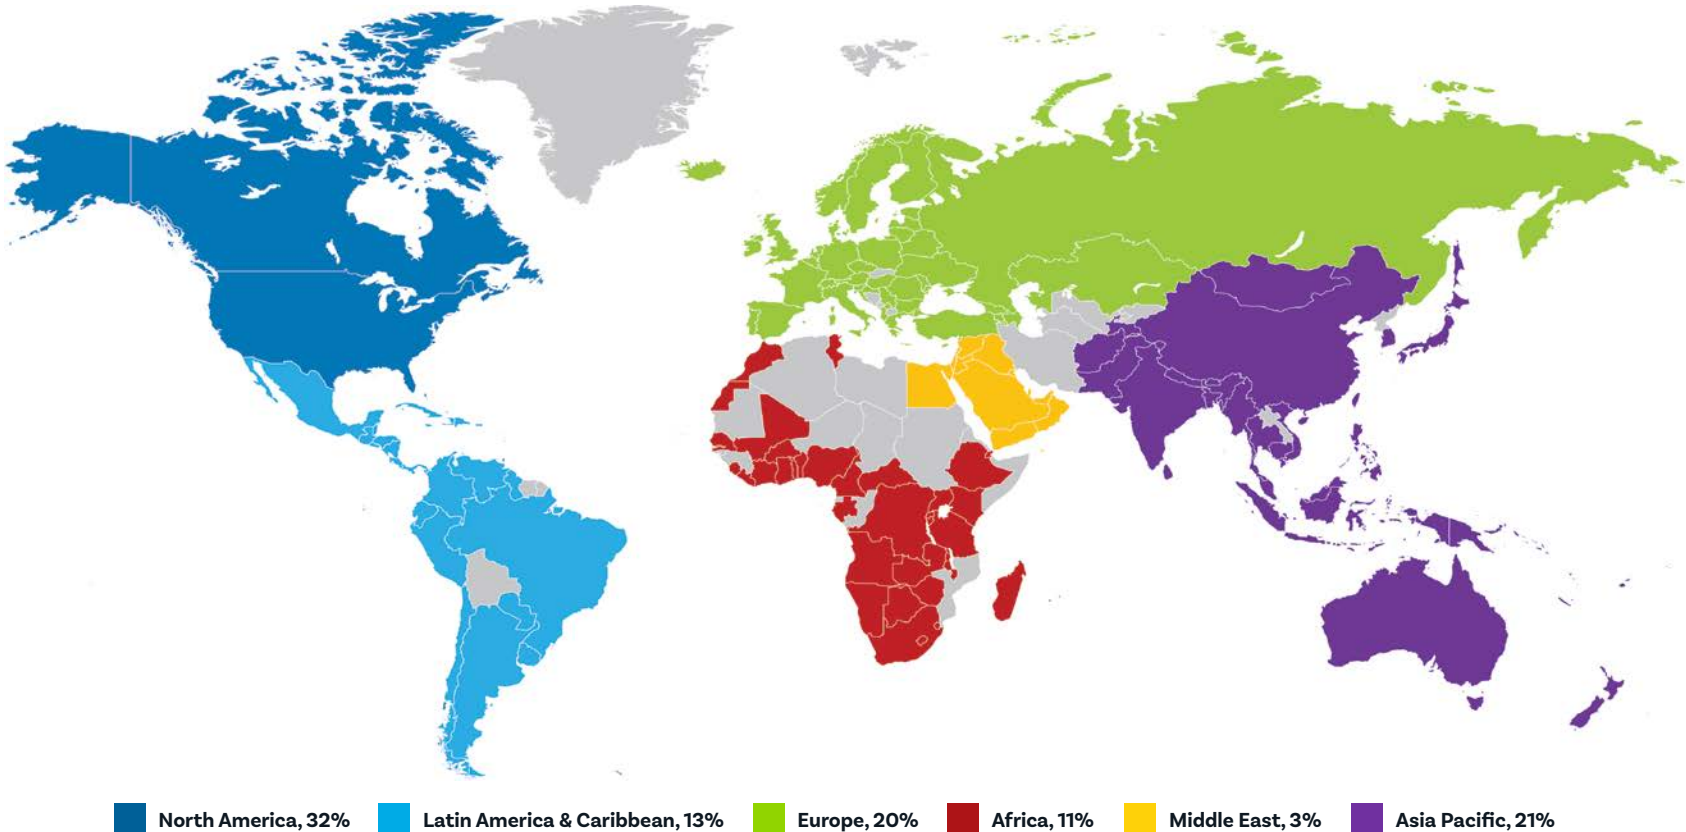 North America, 32% Latin America & Caribbean, 13% Europe, 20% Africa, 11% Middle East, 3% Asia Pacific, 21%